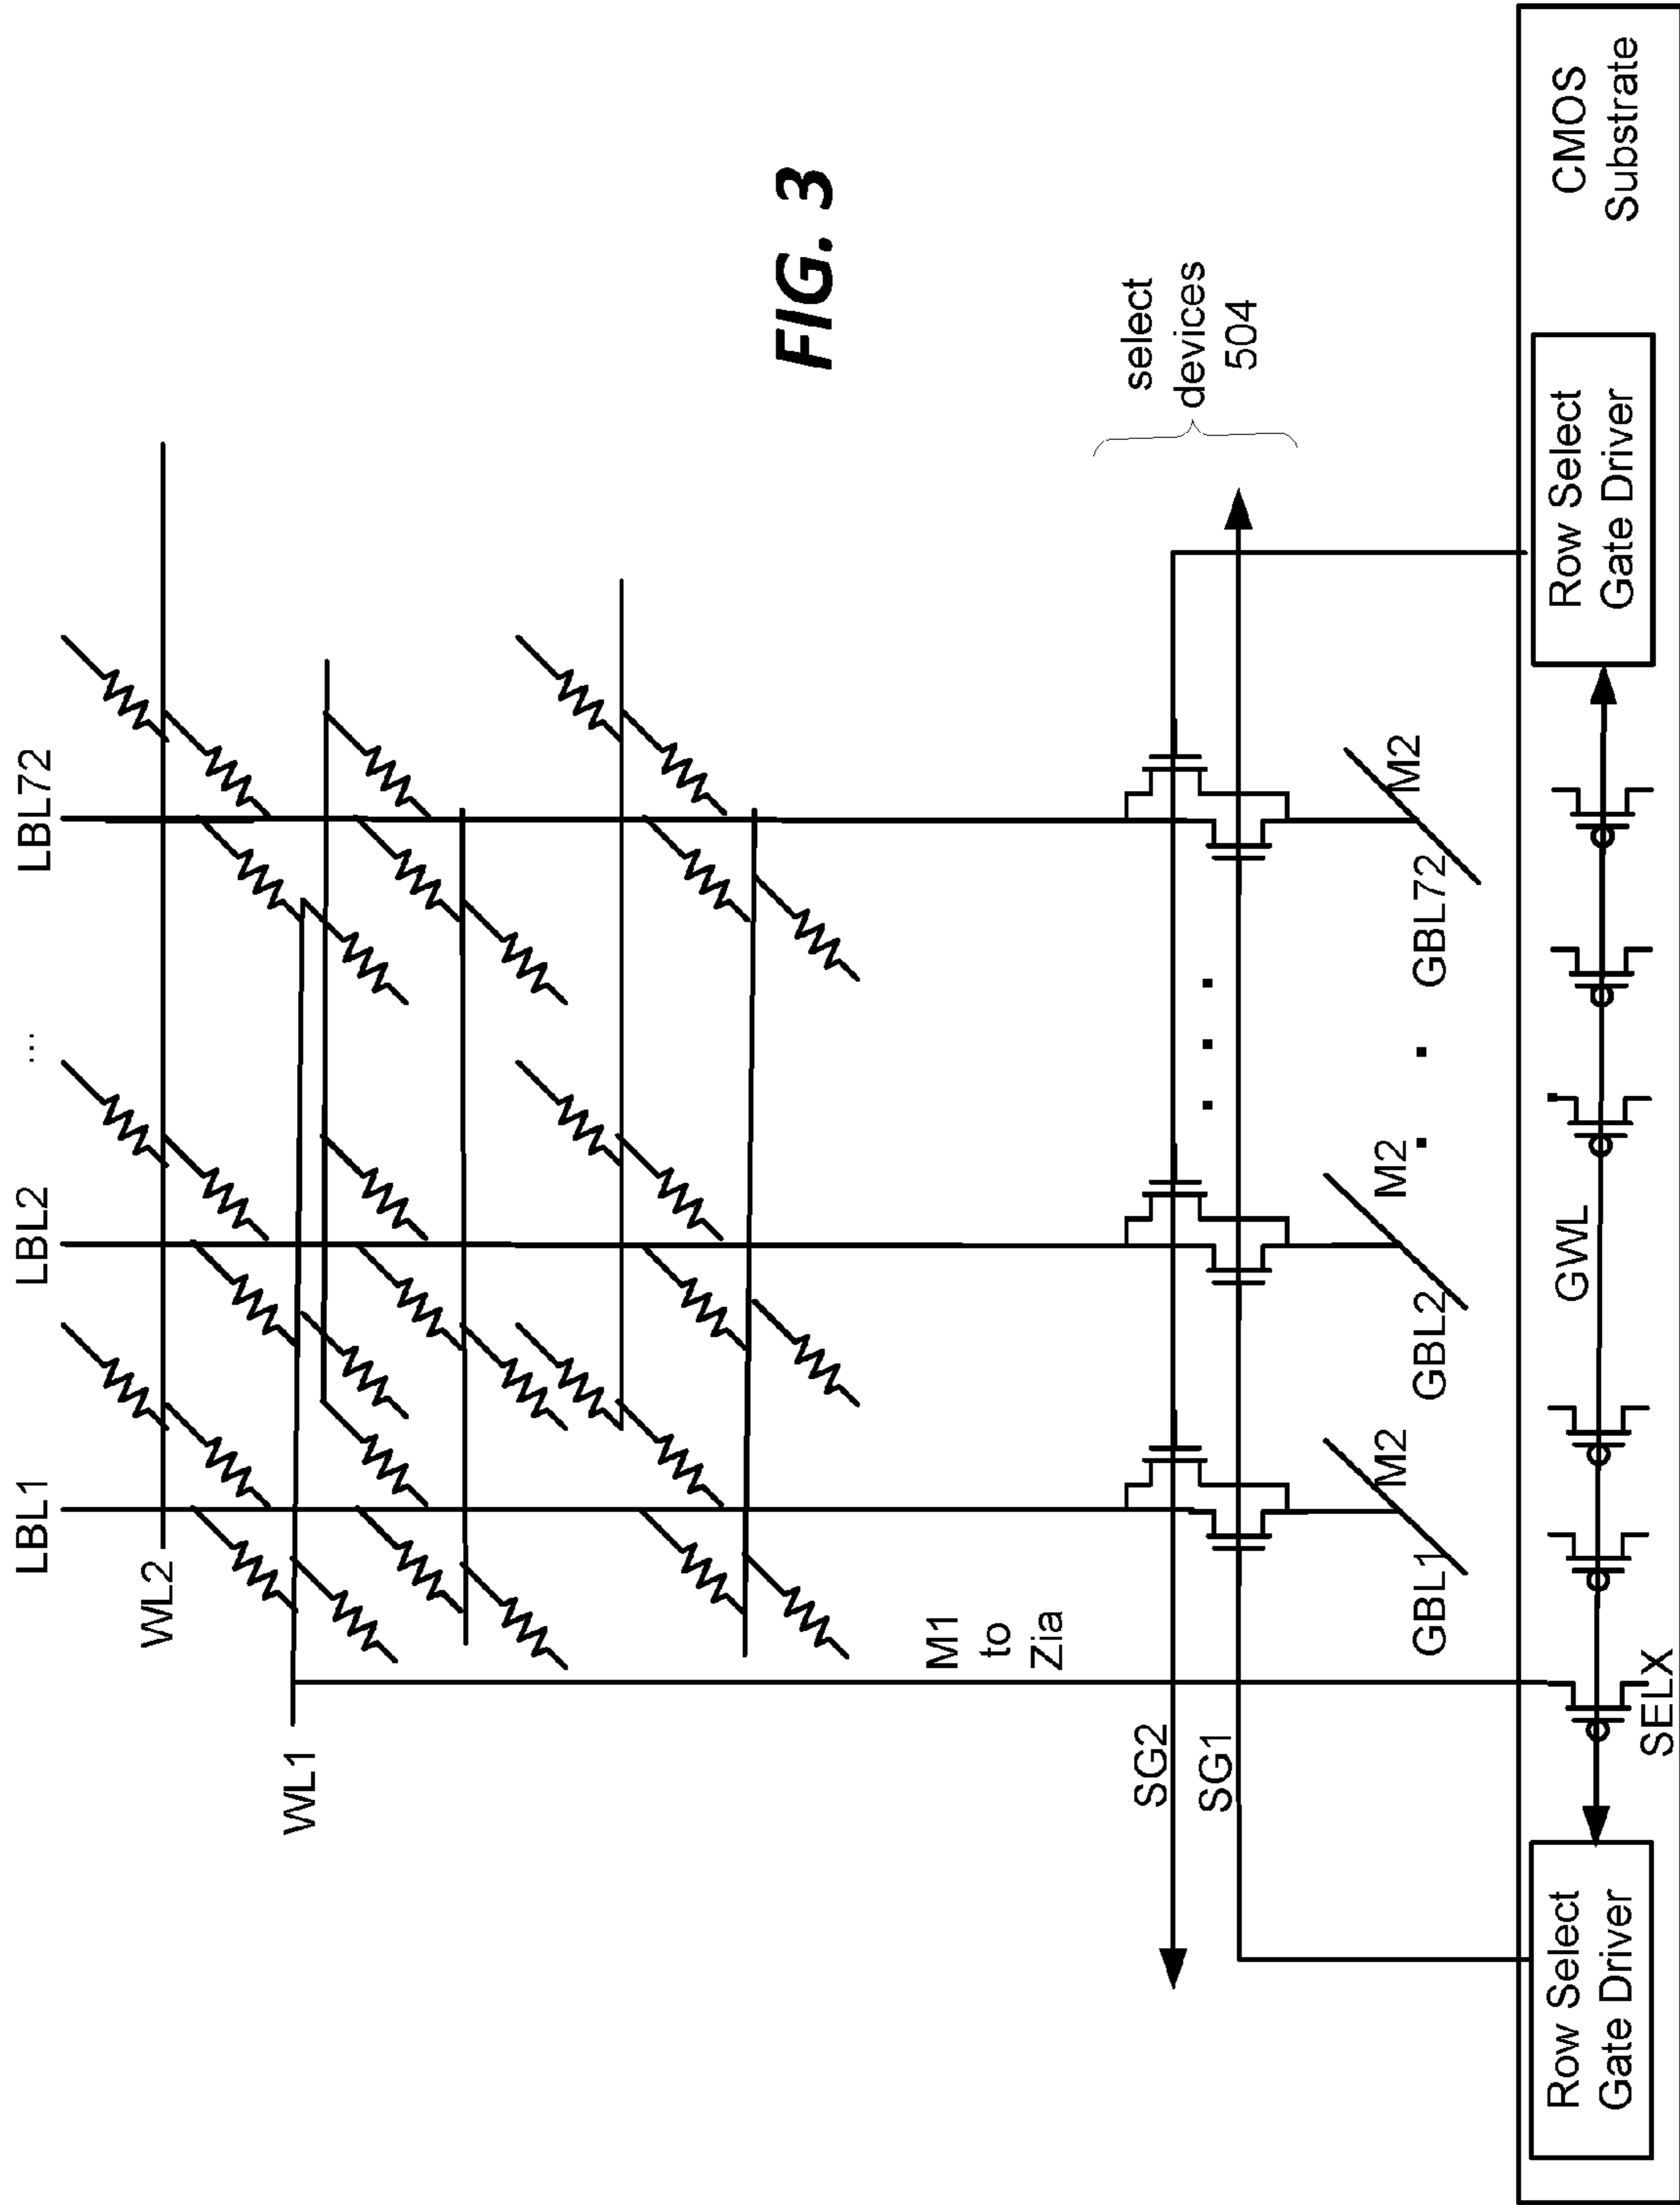 LBL1
LBL2
...
LBL72
WL2
WL1
FIG. 3
M1
to
Zia
SG2
SG1
select
devices
504
M2
M2
M2
GBL1
GBL2
GBL72
GWL
SELX
Row Select
Gate Driver
Row Select
Gate Driver
CMOS
Substrate